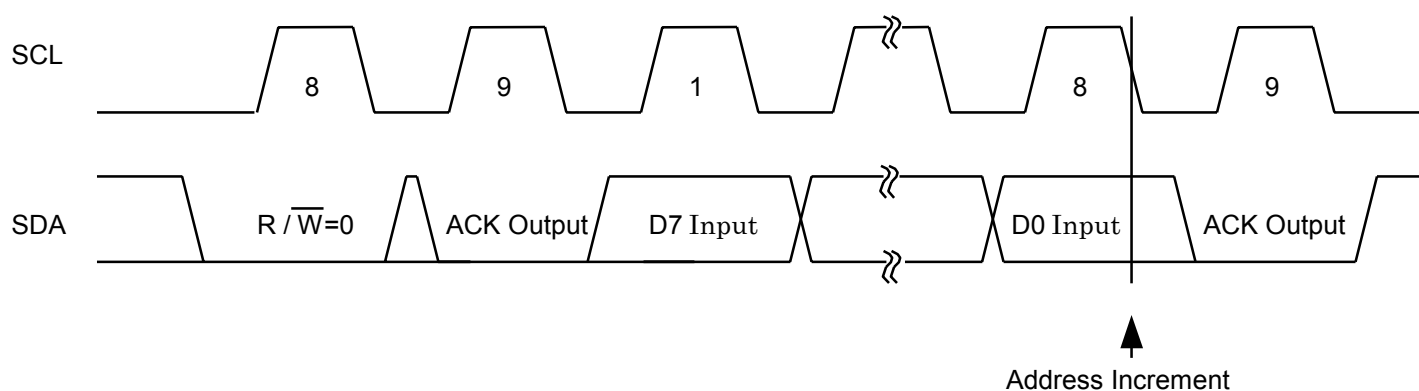 SCL
8 9 1 8 9
SDA
R / W̅=0 ACK Output D7 Input D0 Input ACK Output
Address Increment